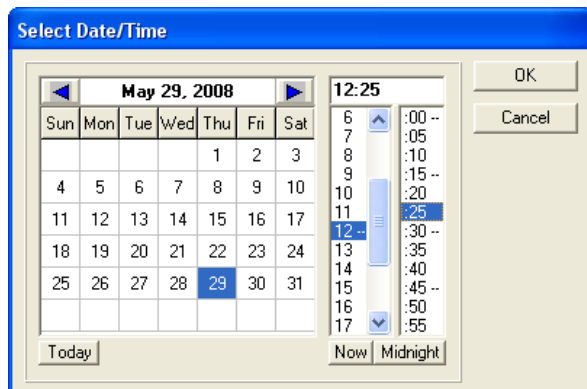 Select Date/Time
May 29, 2008
Sun Mon Tue Wed Thu Fri Sat
1 2 3
4 5 6 7 8 9 10
11 12 13 14 15 16 17
18 19 20 21 22 23 24
25 26 27 28 29 30 31
Today
12:25
6 :00 --
7 :05
8 :10
9 :15 --
10 :20
11 :25
12 -- :30 --
13 :35
14 :40
15 :45 --
16 :50
17 :55
Now Midnight
OK
Cancel